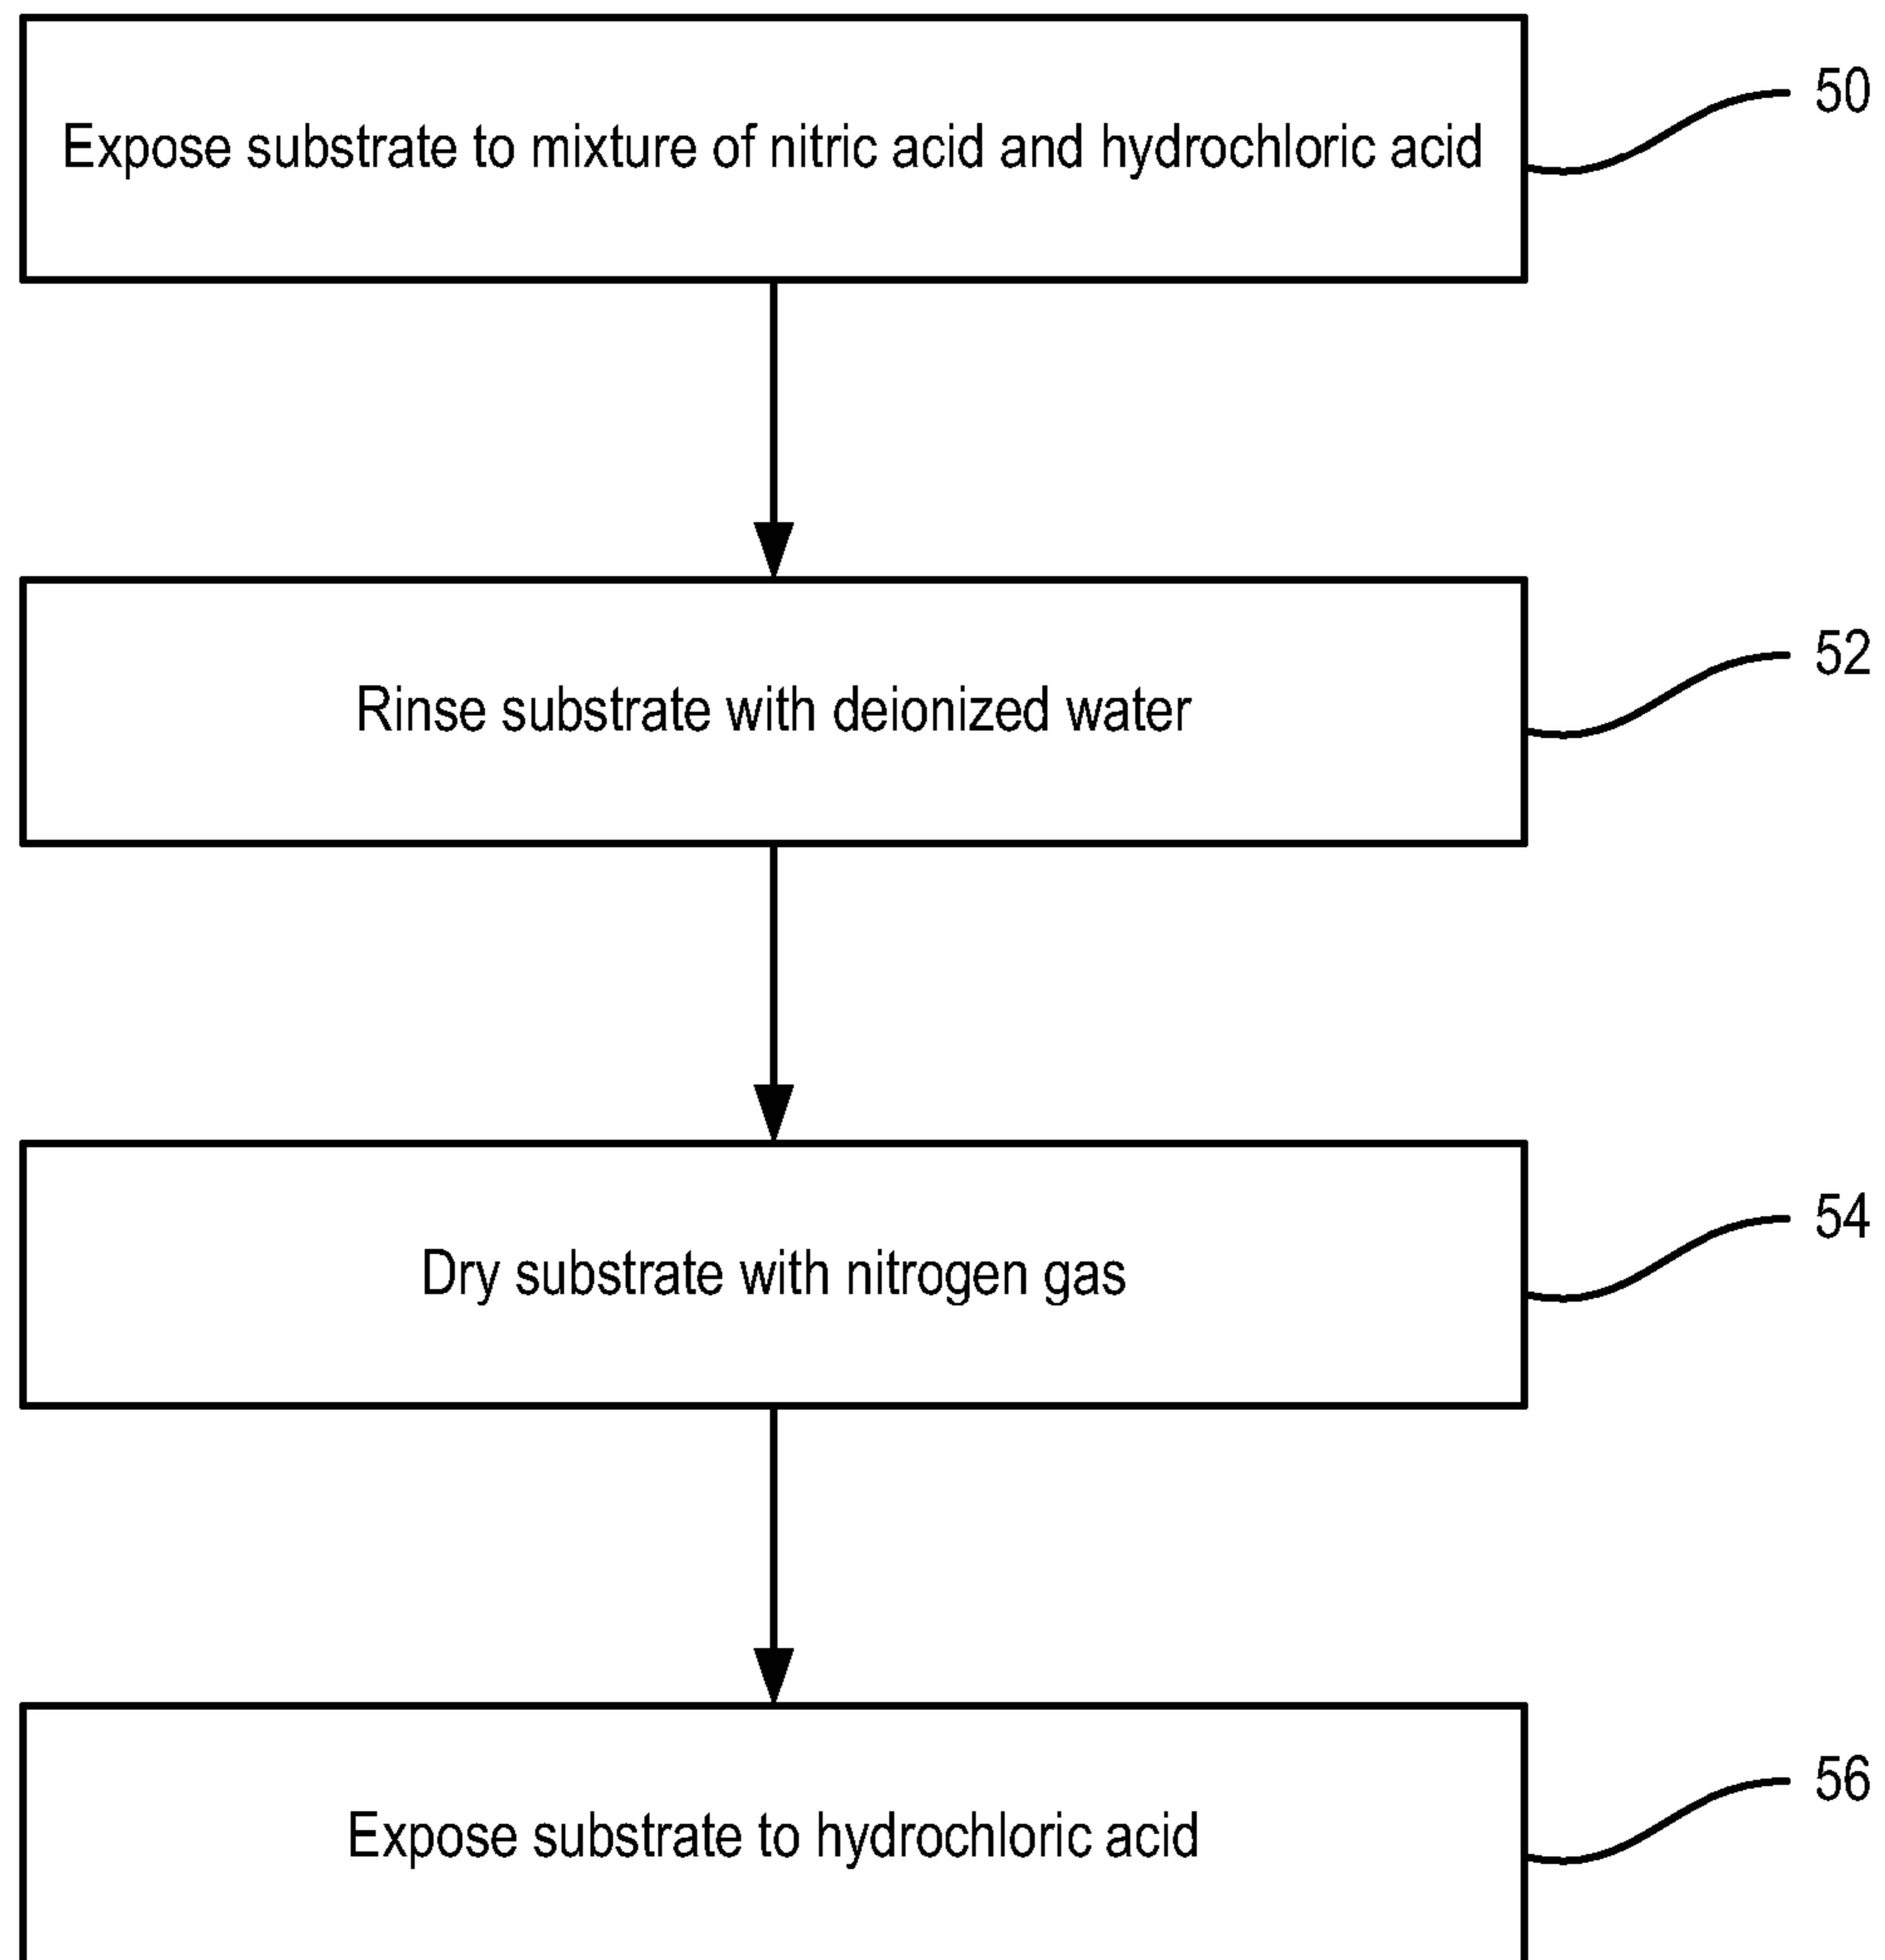 Expose substrate to mixture of nitric acid and hydrochloric acid
50
Rinse substrate with deionized water
52
Dry substrate with nitrogen gas
54
Expose substrate to hydrochloric acid
56